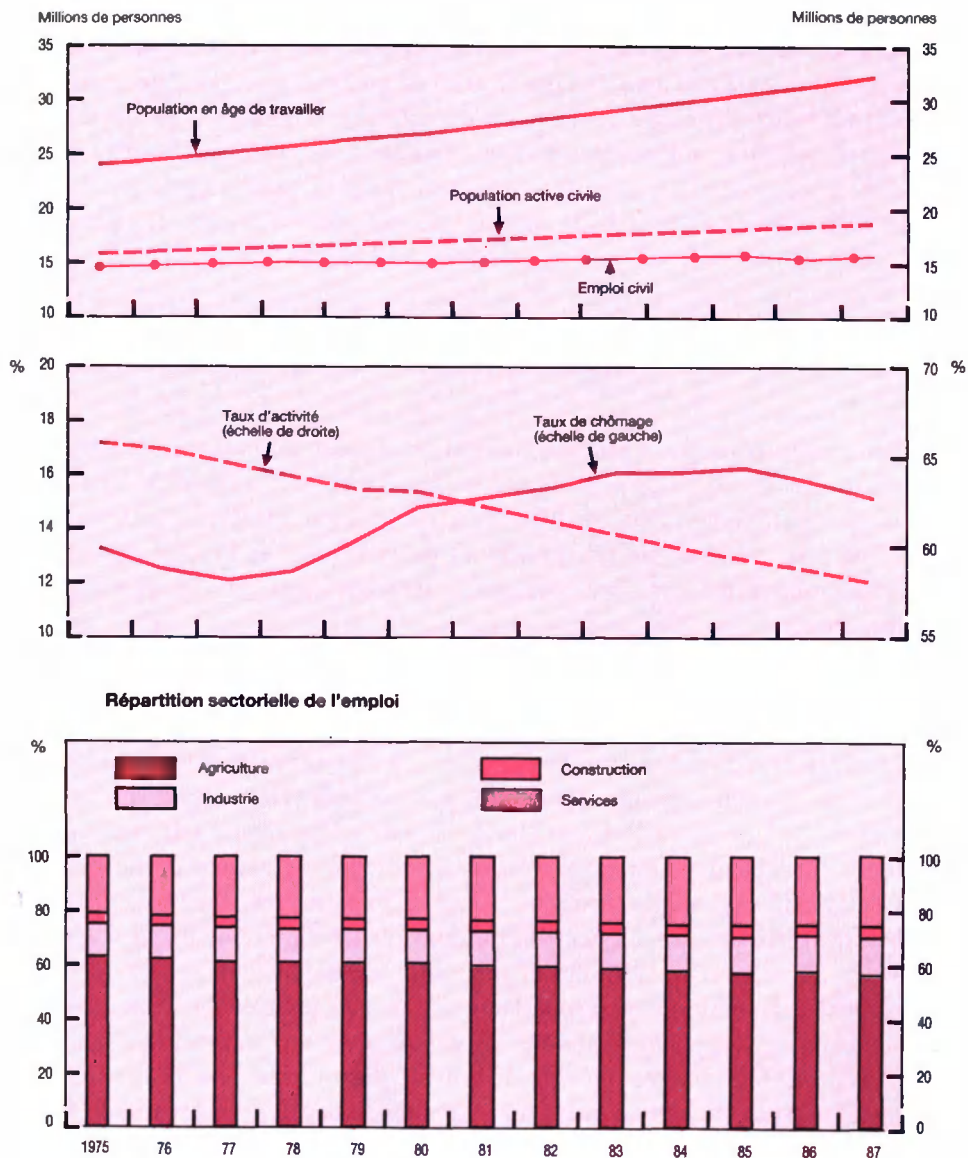 Millions de personnes Millions de personnes
35 35
30 30
Population en âge de travailler
25 25
20 20
Population active civile
15 15
Emploi civil
10 10
% 20 70 %
18
Taux d'activité Taux de chômage
(échelle de droite) (échelle de gauche)
16 65
14
60
12
10 55
Répartition sectorielle de l'emploi
% %
Agriculture Construction
Industrie Services
100 100
80 80
60 60
40 40
20 20
0 0
1975 76 77 78 79 80 81 82 83 84 85 86 87